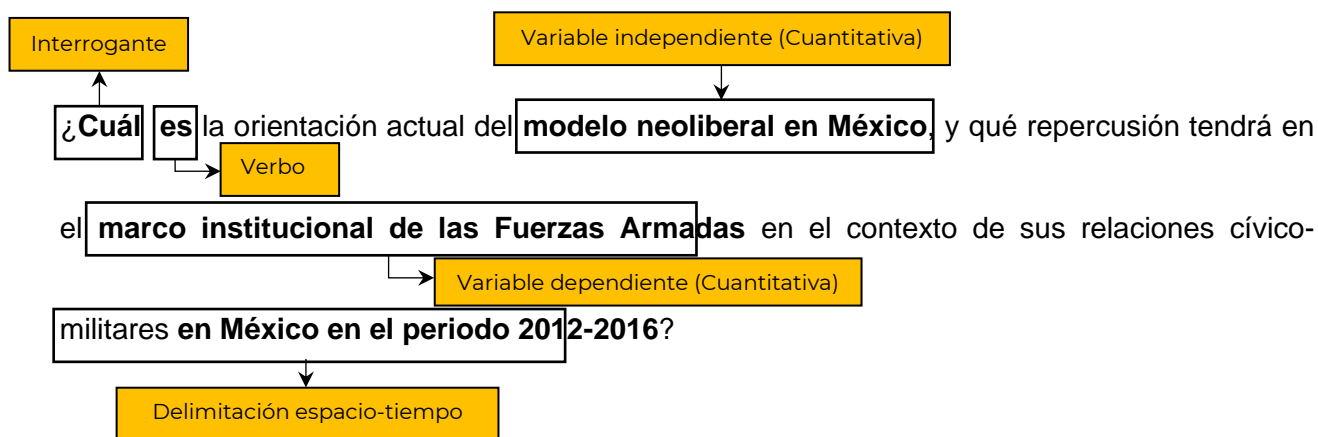 Interrogante
Variable independiente (Cuantitativa)
¿Cuál es la orientación actual del modelo neoliberal en México, y qué repercusión tendrá en
Verbo
el marco institucional de las Fuerzas Armadas en el contexto de sus relaciones cívico-
Variable dependiente (Cuantitativa)
militares en México en el periodo 2012-2016?
Delimitación espacio-tiempo